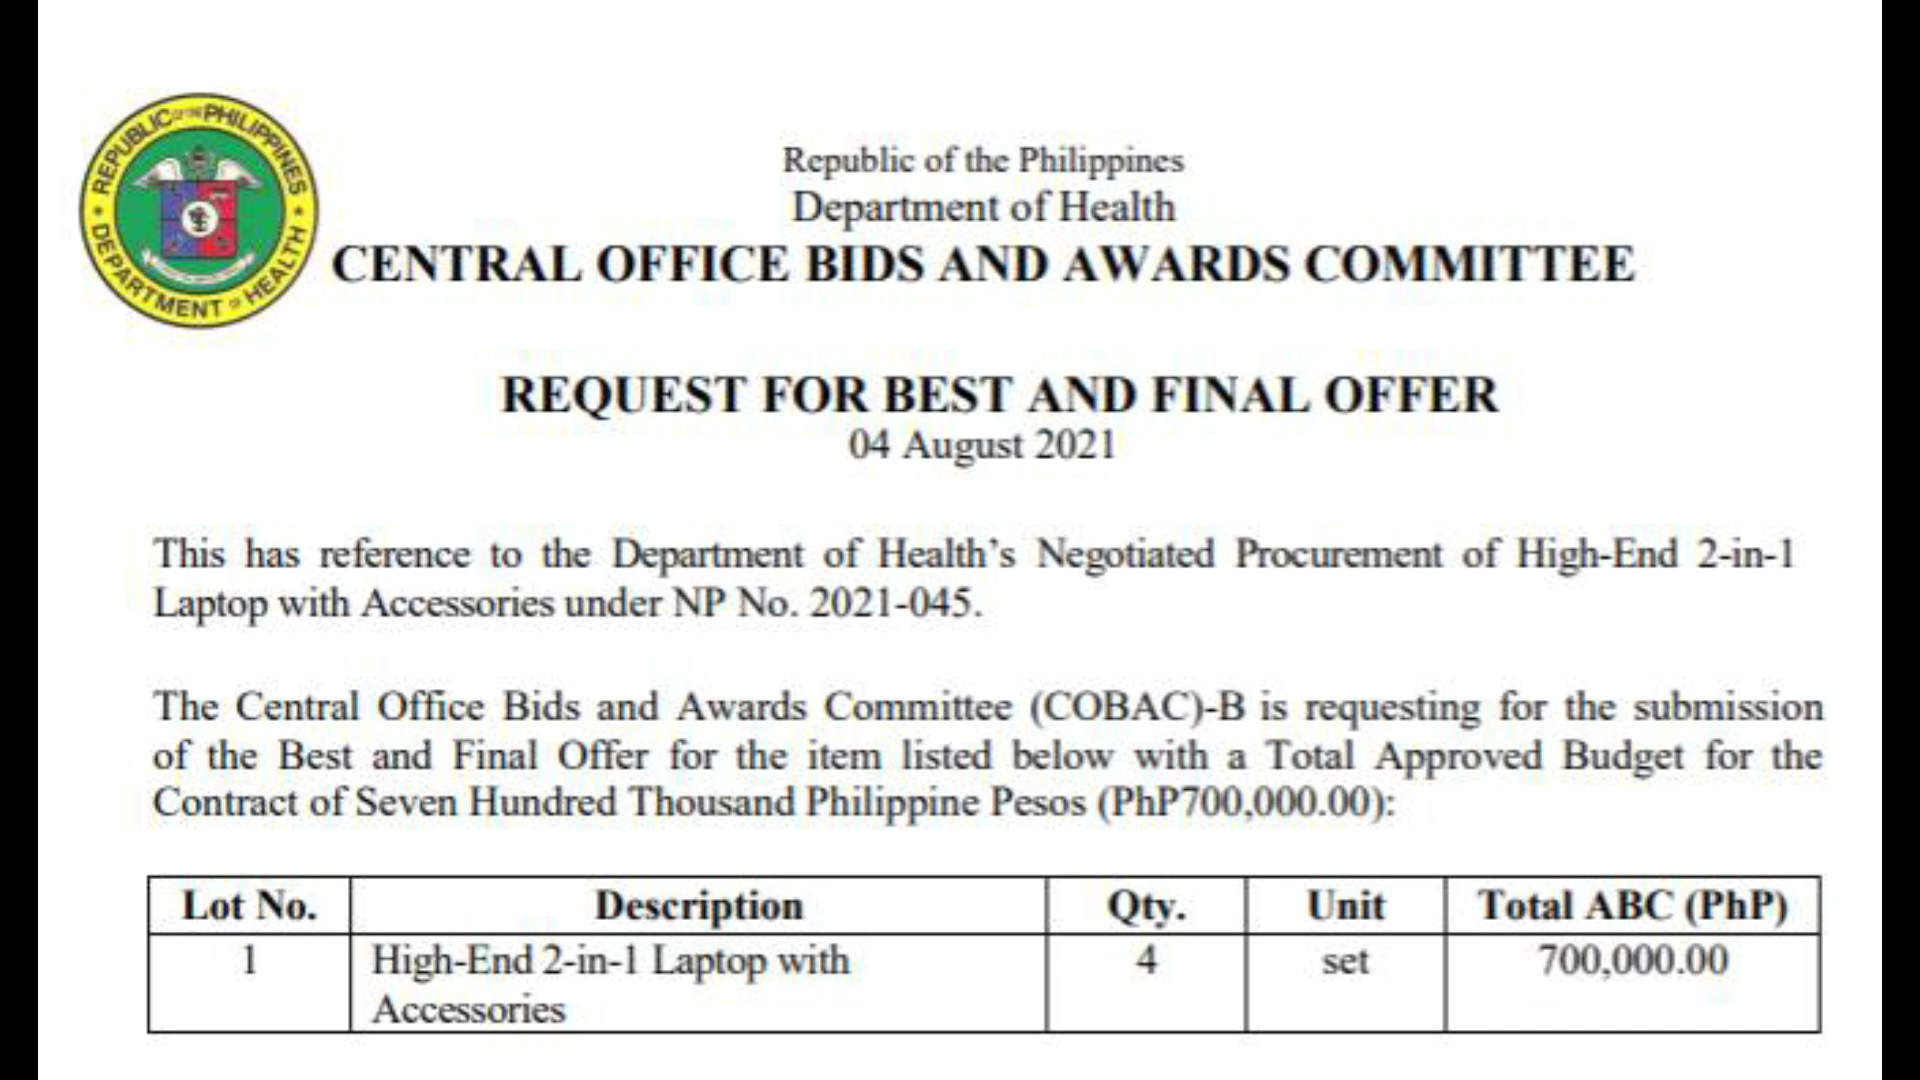 REPUBLIC OF THE PHILIPPINES
DEPARTMENT OF HEALTH
Republic of the Philippines
Department of Health
CENTRAL OFFICE BIDS AND AWARDS COMMITTEE
REQUEST FOR BEST AND FINAL OFFER
04 August 2021
This has reference to the Department of Health’s Negotiated Procurement of High-End 2-in-1
Laptop with Accessories under NP No. 2021-045.
The Central Office Bids and Awards Committee (COBAC)-B is requesting for the submission
of the Best and Final Offer for the item listed below with a Total Approved Budget for the
Contract of Seven Hundred Thousand Philippine Pesos (PhP700,000.00):
Lot No. Description Qty. Unit Total ABC (PhP)
1 High-End 2-in-1 Laptop with 4 set 700,000.00
Accessories